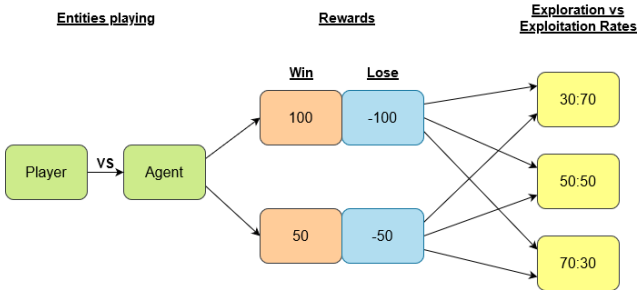 Entities playing
Rewards
Exploration vs
Exploitation Rates
Win
Lose
100
-100
30:70
Player
VS
Agent
50:50
50
-50
70:30